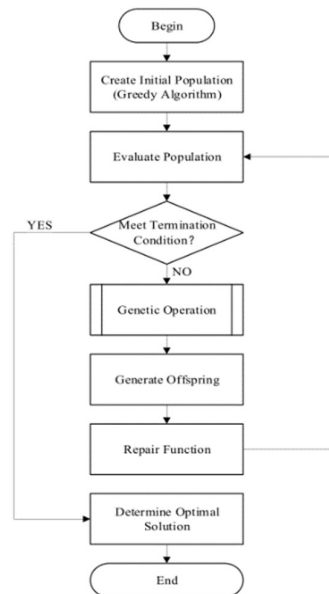 Begin
Create Initial Population
(Greedy Algorithm)
Evaluate Population
Meet Termination
Condition?
YES
NO
Genetic Operation
Generate Offspring
Repair Function
Determine Optimal
Solution
End